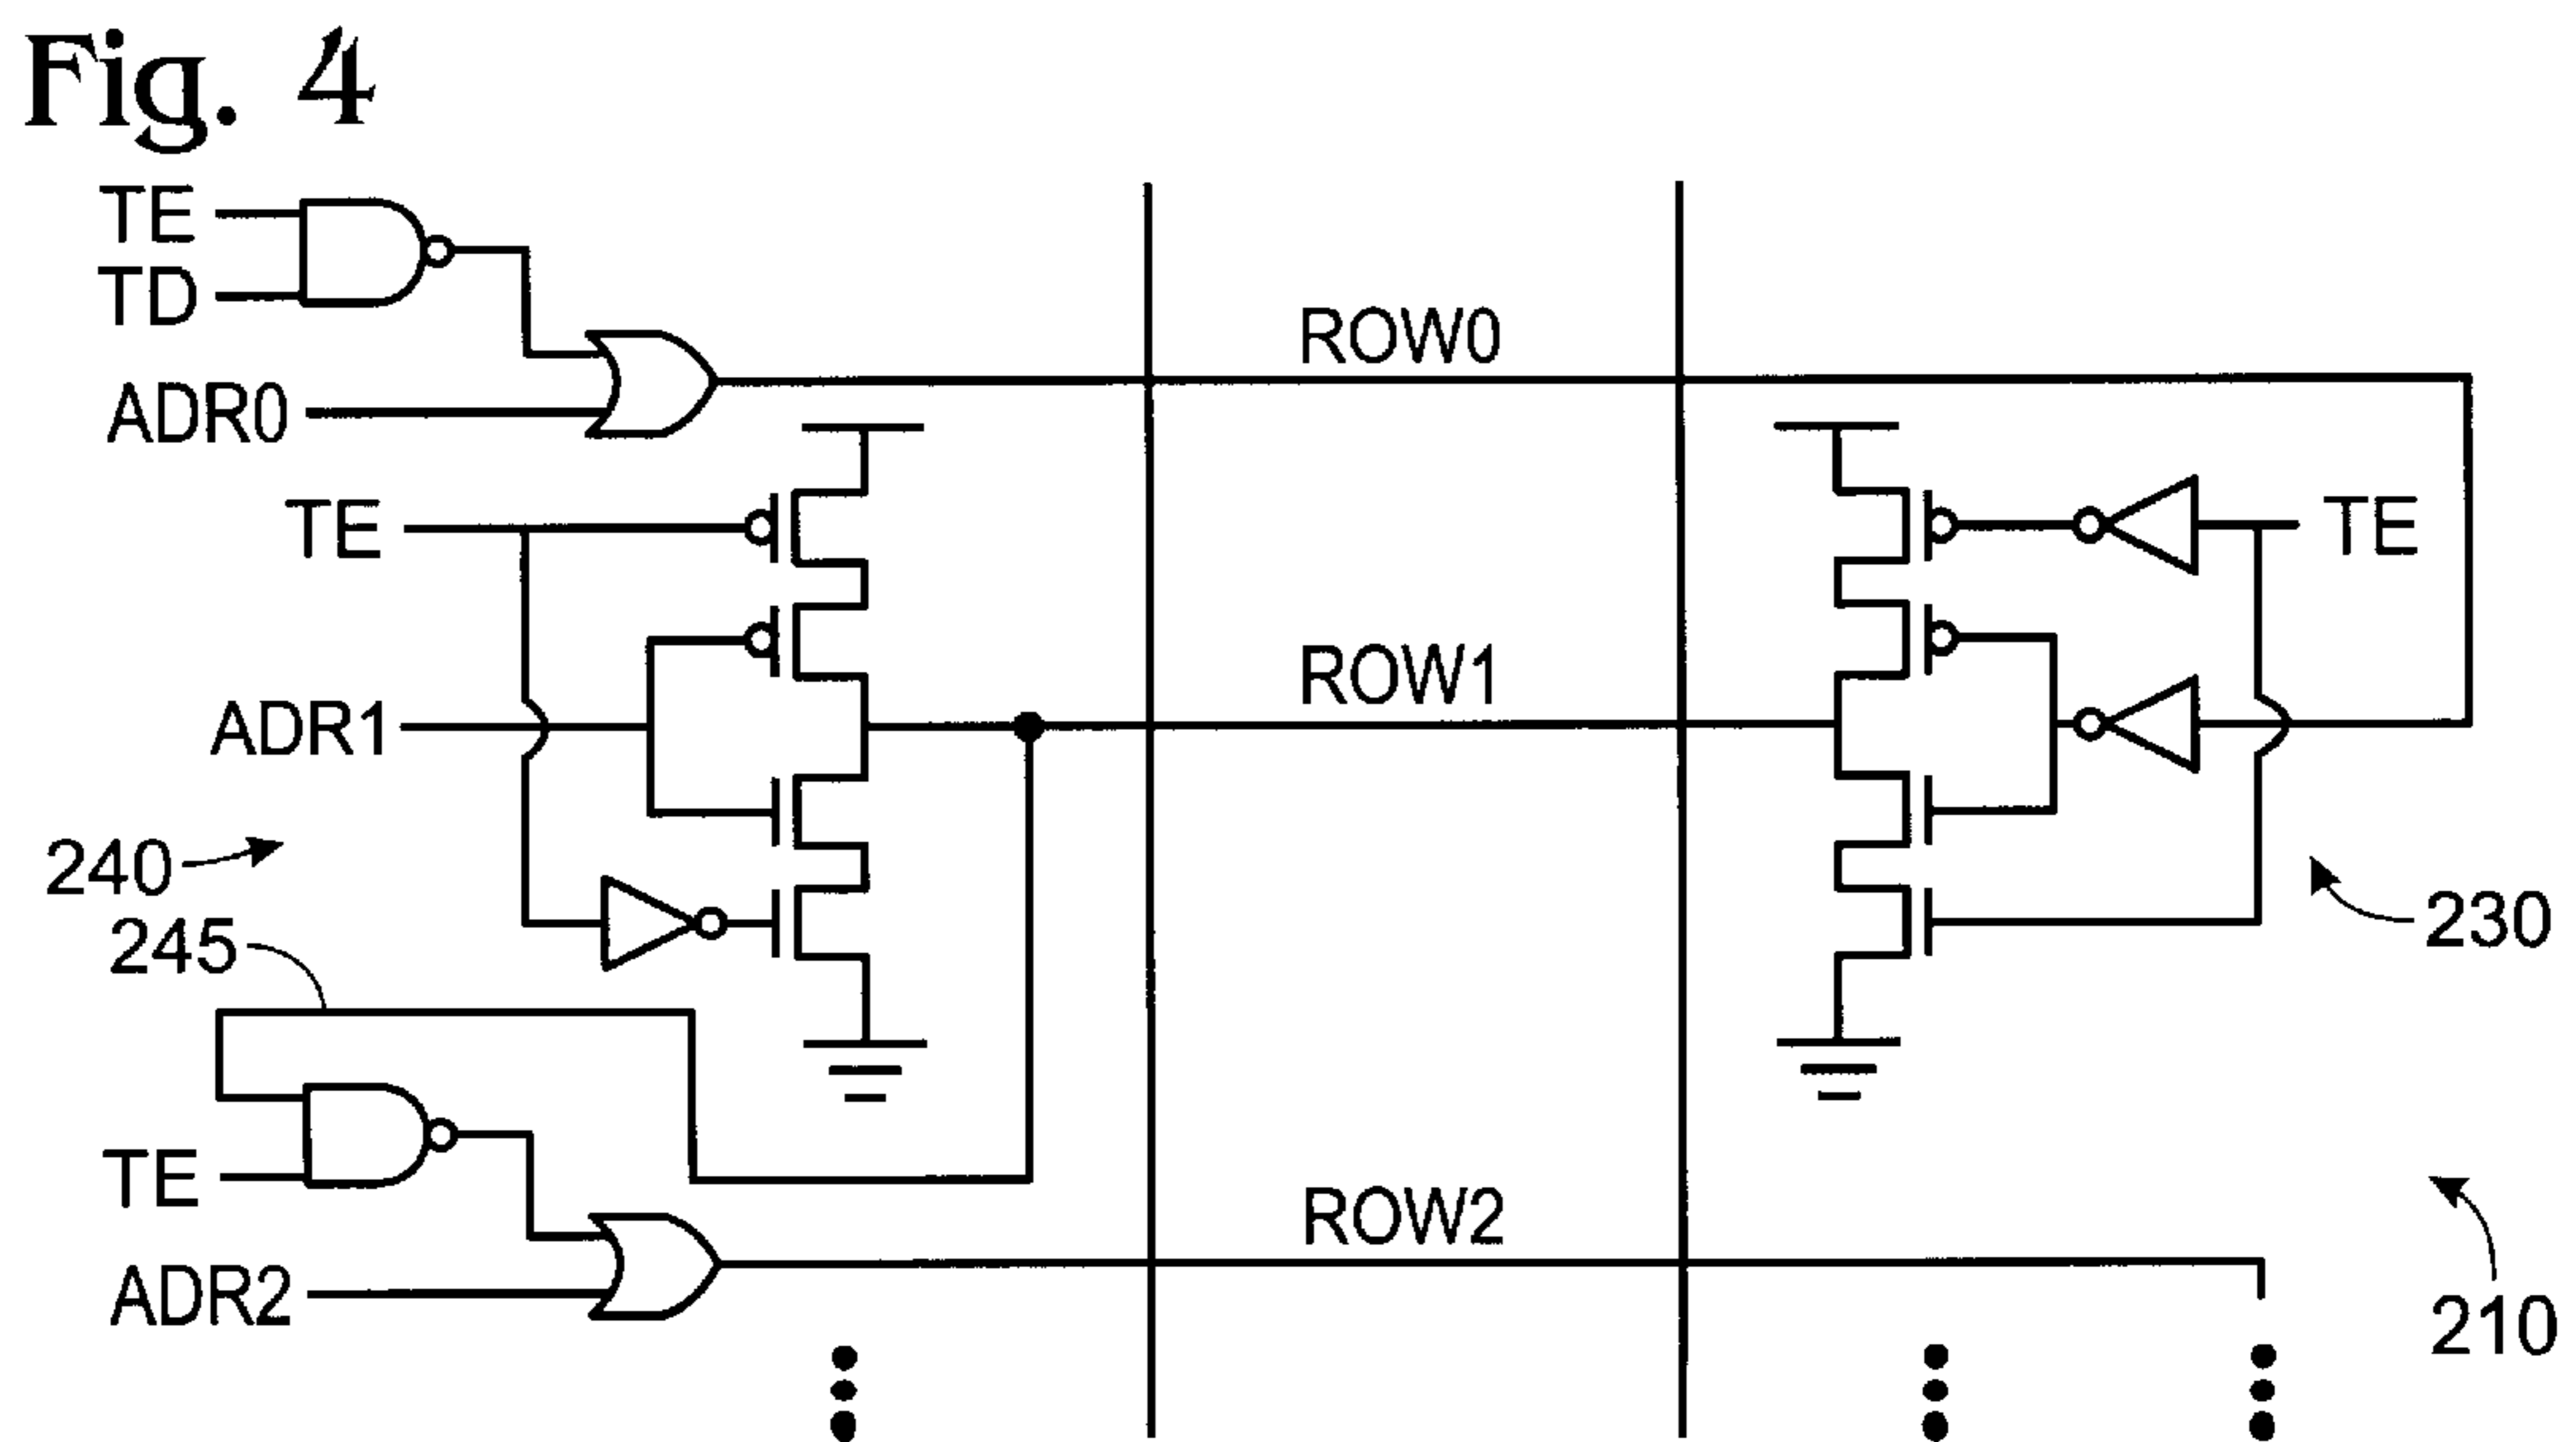 Fig. 4
TE
TD
ROW0
ADR0
TE
TE
ROW1
ADR1
240
230
245
TE
ROW2
ADR2
210